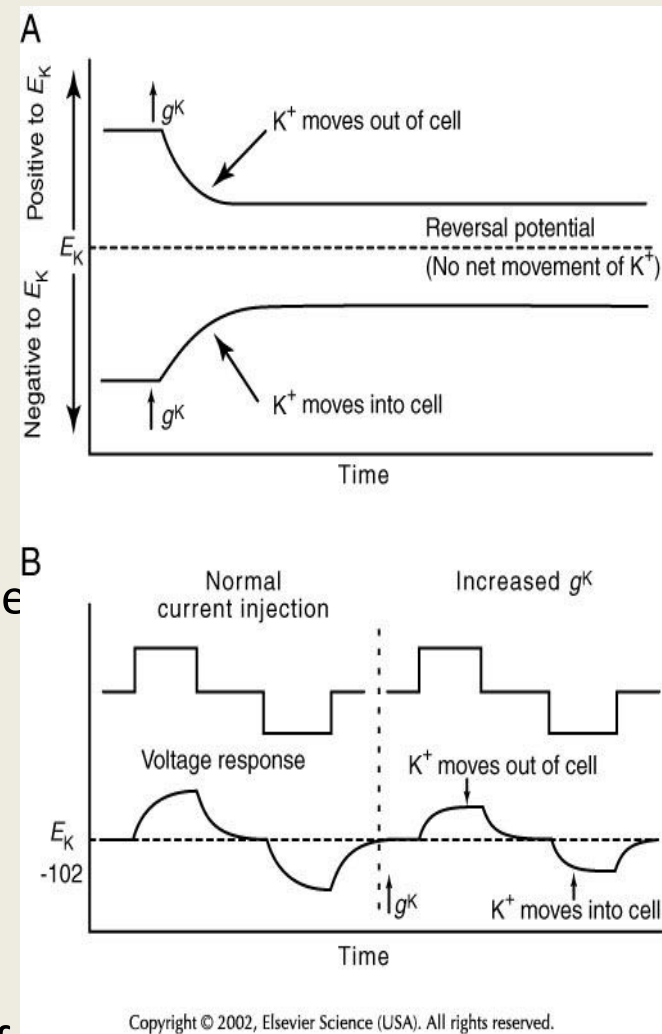 A
Positive to E_K
↑ g^K
K⁺ moves out of cell
E_K
Reversal potential
(No net movement of K⁺)
Negative to E_K
↑ g^K
K⁺ moves into cell
Time
B
e
Normal
current injection
Increased g^K
Voltage response
K⁺ moves out of cell
E_K
-102
↑ g^K
K⁺ moves into cell
Time
Copyright © 2002, Elsevier Science (USA). All rights reserved.